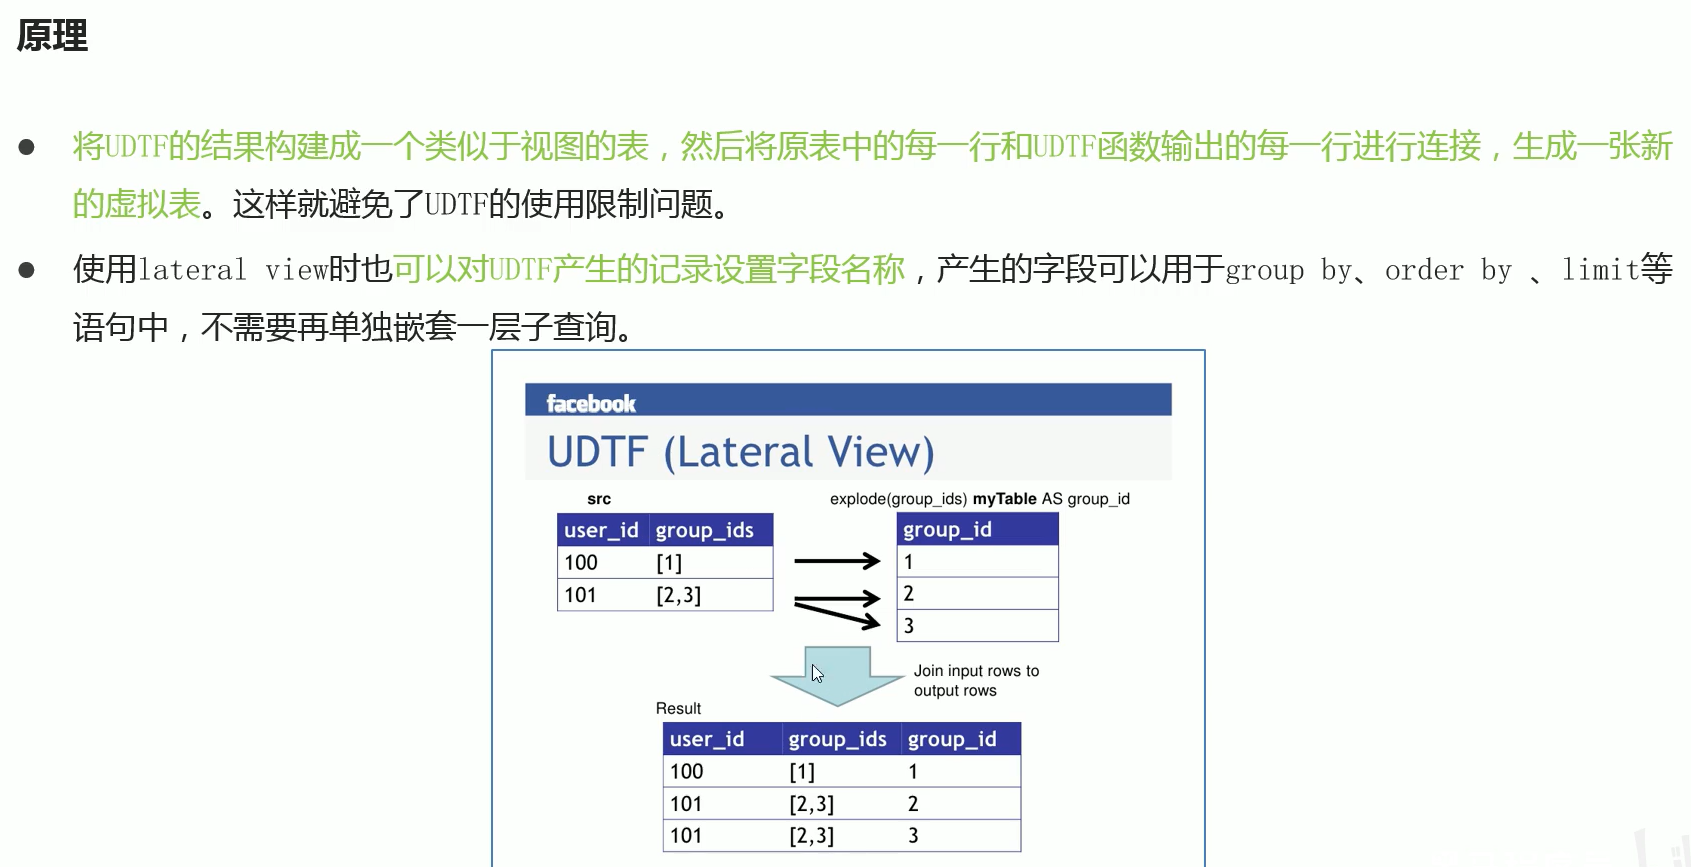 原理
● 将UDTF的结果构建成一个类似于视图的表，然后将原表中的每一行和UDTF函数输出的每一行进行连接，生成一张新
的虚拟表。这样就避免了UDTF的使用限制问题。
● 使用lateral view时也可以对UDTF产生的记录设置字段名称，产生的字段可以用于group by、order by 、limit等
语句中，不需要再单独嵌套一层子查询。
facebook
UDTF (Lateral View)
src
explode(group_ids) myTable AS group_id
user_id group_ids
100 [1]
101 [2,3]
group_id
1
2
3
Join input rows to
output rows
Result
user_id group_ids group_id
100 [1] 1
101 [2,3] 2
101 [2,3] 3